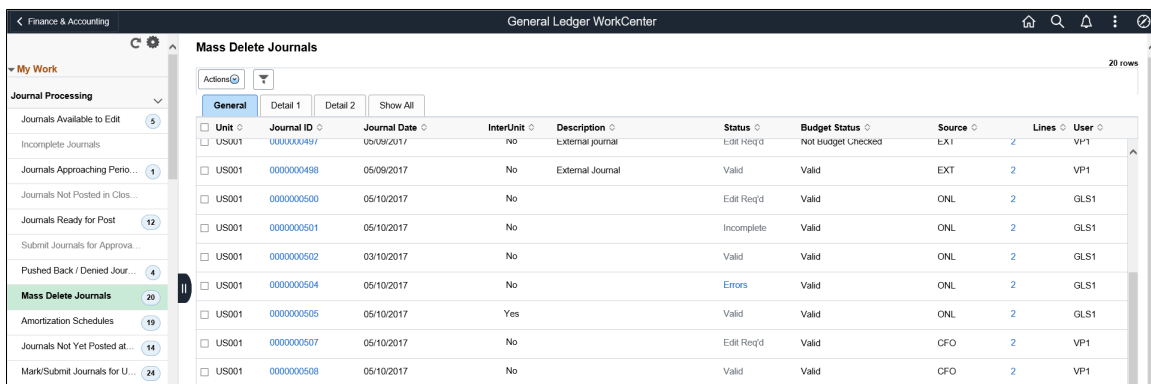 Finance & Accounting
General Ledger WorkCenter
My Work
Journal Processing
Journals Available to Edit 5
Incomplete Journals
Journals Approaching Perio... 1
Journals Not Posted in Clos...
Journals Ready for Post 12
Submit Journals for Approva...
Pushed Back / Denied Jour... 4
Mass Delete Journals 20
Amortization Schedules 19
Journals Not Yet Posted at... 14
Mark/Submit Journals for U... 24
Mass Delete Journals
20 rows
Actions
General Detail 1 Detail 2 Show All
Unit Journal ID Journal Date InterUnit Description Status Budget Status Source Lines User
US001 0000000497 05/09/2017 No External journal Edit Req'd Not Budget Checked EXT 2 VP1
US001 0000000498 05/09/2017 No External Journal Valid Valid EXT 2 VP1
US001 0000000500 05/10/2017 No Edit Req'd Valid ONL 2 GLS1
US001 0000000501 05/10/2017 No Incomplete Valid ONL 2 GLS1
US001 0000000502 03/10/2017 No Valid Valid ONL 2 GLS1
US001 0000000504 05/10/2017 No Errors Valid ONL 2 GLS1
US001 0000000505 05/10/2017 Yes Valid Valid ONL 2 GLS1
US001 0000000507 05/10/2017 No Edit Req'd Valid CFO 2 VP1
US001 0000000508 05/10/2017 No Valid Valid CFO 2 VP1